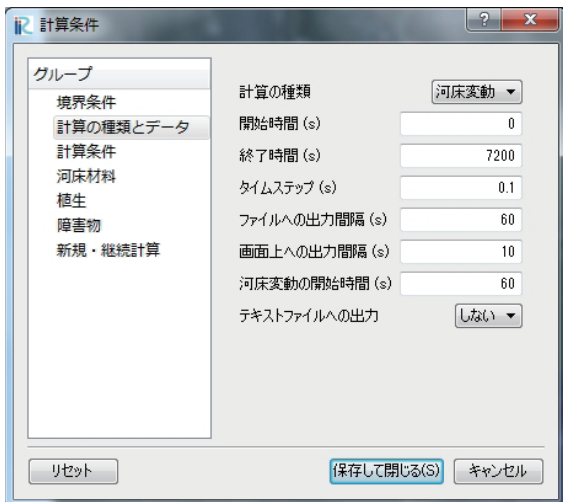 計算条件
グループ
境界条件
計算の種類とデータ
計算条件
河床材料
植生
障害物
新規・継続計算
計算の種類 河床変動
開始時間 (s) 0
終了時間 (s) 7200
タイムステップ (s) 0.1
ファイルへの出力間隔 (s) 60
画面上への出力間隔 (s) 10
河床変動の開始時間 (s) 60
テキストファイルへの出力 しない
リセット 保存して閉じる(S) キャンセル